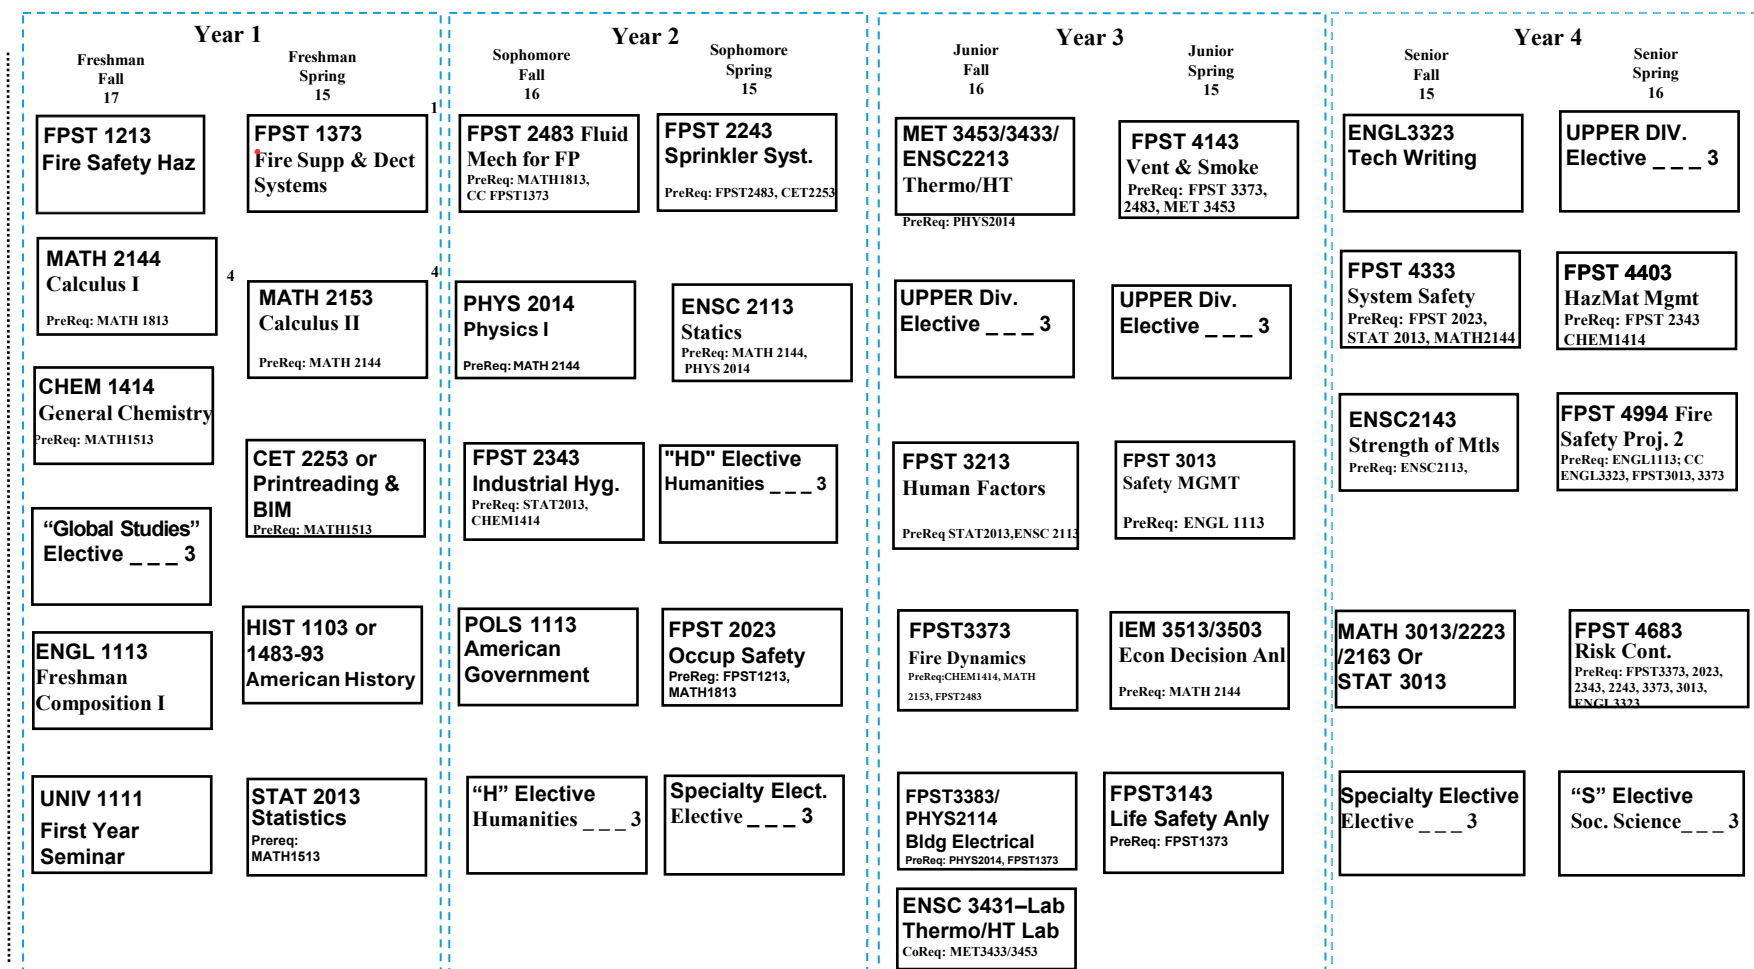 Year 1
Freshman
Fall
17
FPST 1213
Fire Safety Haz
MATH 2144
Calculus I
PreReq: MATH 1813
4
CHEM 1414
General Chemistry
PreReq: MATH1513
“Global Studies”
Elective _ _ _ 3
ENGL 1113
Freshman
Composition I
UNIV 1111
First Year
Seminar
Freshman
Spring
15
1
FPST 1373
Fire Supp & Dect
Systems
4
MATH 2153
Calculus II
PreReq: MATH 2144
CET 2253 or
Printreading &
BIM
PreReq: MATH1513
HIST 1103 or
1483-93
American History
STAT 2013
Statistics
Prereq:
MATH1513
Year 2
Sophomore
Fall
16
FPST 2483 Fluid
Mech for FP
PreReq: MATH1813,
CC FPST1373
PHYS 2014
Physics I
PreReq: MATH 2144
FPST 2343
Industrial Hyg.
PreReq: STAT2013,
CHEM1414
POLS 1113
American
Government
“H” Elective
Humanities _ _ _ 3
Sophomore
Spring
15
FPST 2243
Sprinkler Syst.
PreReq: FPST2483, CET2253
ENSC 2113
Statics
PreReq: MATH 2144,
PHYS 2014
"HD" Elective
Humanities _ _ _ 3
FPST 2023
Occup Safety
PreReg: FPST1213,
MATH1813
Specialty Elect.
Elective _ _ _ 3
Year 3
Junior
Fall
16
MET 3453/3433/
ENSC2213
Thermo/HT
PreReq: PHYS2014
UPPER Div.
Elective _ _ _ 3
FPST 3213
Human Factors
PreReq STAT2013,ENSC 2113
FPST3373
Fire Dynamics
PreReq:CHEM1414, MATH
2153, FPST2483
FPST3383/
PHYS2114
Bldg Electrical
PreReq: PHYS2014, FPST1373
ENSC 3431–Lab
Thermo/HT Lab
CoReq: MET3433/3453
Junior
Spring
15
FPST 4143
Vent & Smoke
PreReq: FPST 3373,
2483, MET 3453
UPPER Div.
Elective _ _ _ 3
FPST 3013
Safety MGMT
PreReq: ENGL 1113
IEM 3513/3503
Econ Decision Anl
PreReq: MATH 2144
FPST3143
Life Safety Anly
PreReq: FPST1373
Year 4
Senior
Fall
15
ENGL3323
Tech Writing
FPST 4333
System Safety
PreReq: FPST 2023,
STAT 2013, MATH2144
ENSC2143
Strength of Mtls
PreReq: ENSC2113,
MATH 3013/2223
/2163 Or
STAT 3013
Specialty Elective
Elective _ _ _ 3
Senior
Spring
16
UPPER DIV.
Elective _ _ _ 3
FPST 4403
HazMat Mgmt
PreReq: FPST 2343
CHEM1414
FPST 4994 Fire
Safety Proj. 2
PreReq: ENGL1113; CC
ENGL3323, FPST3013, 3373
FPST 4683
Risk Cont.
PreReq: FPST3373, 2023,
2343, 2243, 3373, 3013,
ENGL3323
“S” Elective
Soc. Science_ _ _ 3